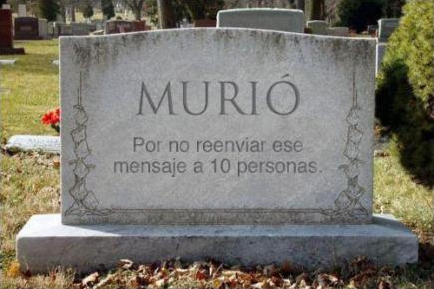 MURIÓ
Por no reenviar ese
mensaje a 10 personas.